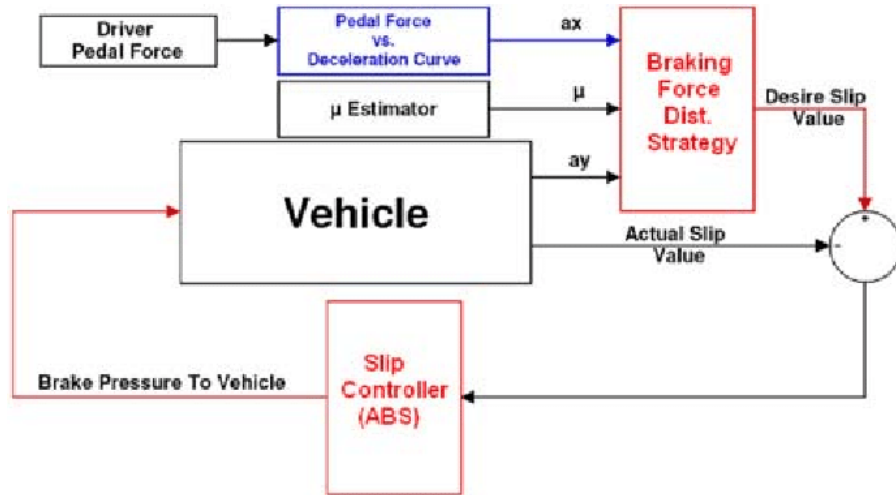 Driver
Pedal Force
Pedal Force
vs.
Deceleration Curve
ax
μ Estimator
μ
ay
Braking
Force
Dist.
Strategy
Desire Slip
Value
Vehicle
Actual Slip
Value
+
-
Slip
Controller
(ABS)
Brake Pressure To Vehicle